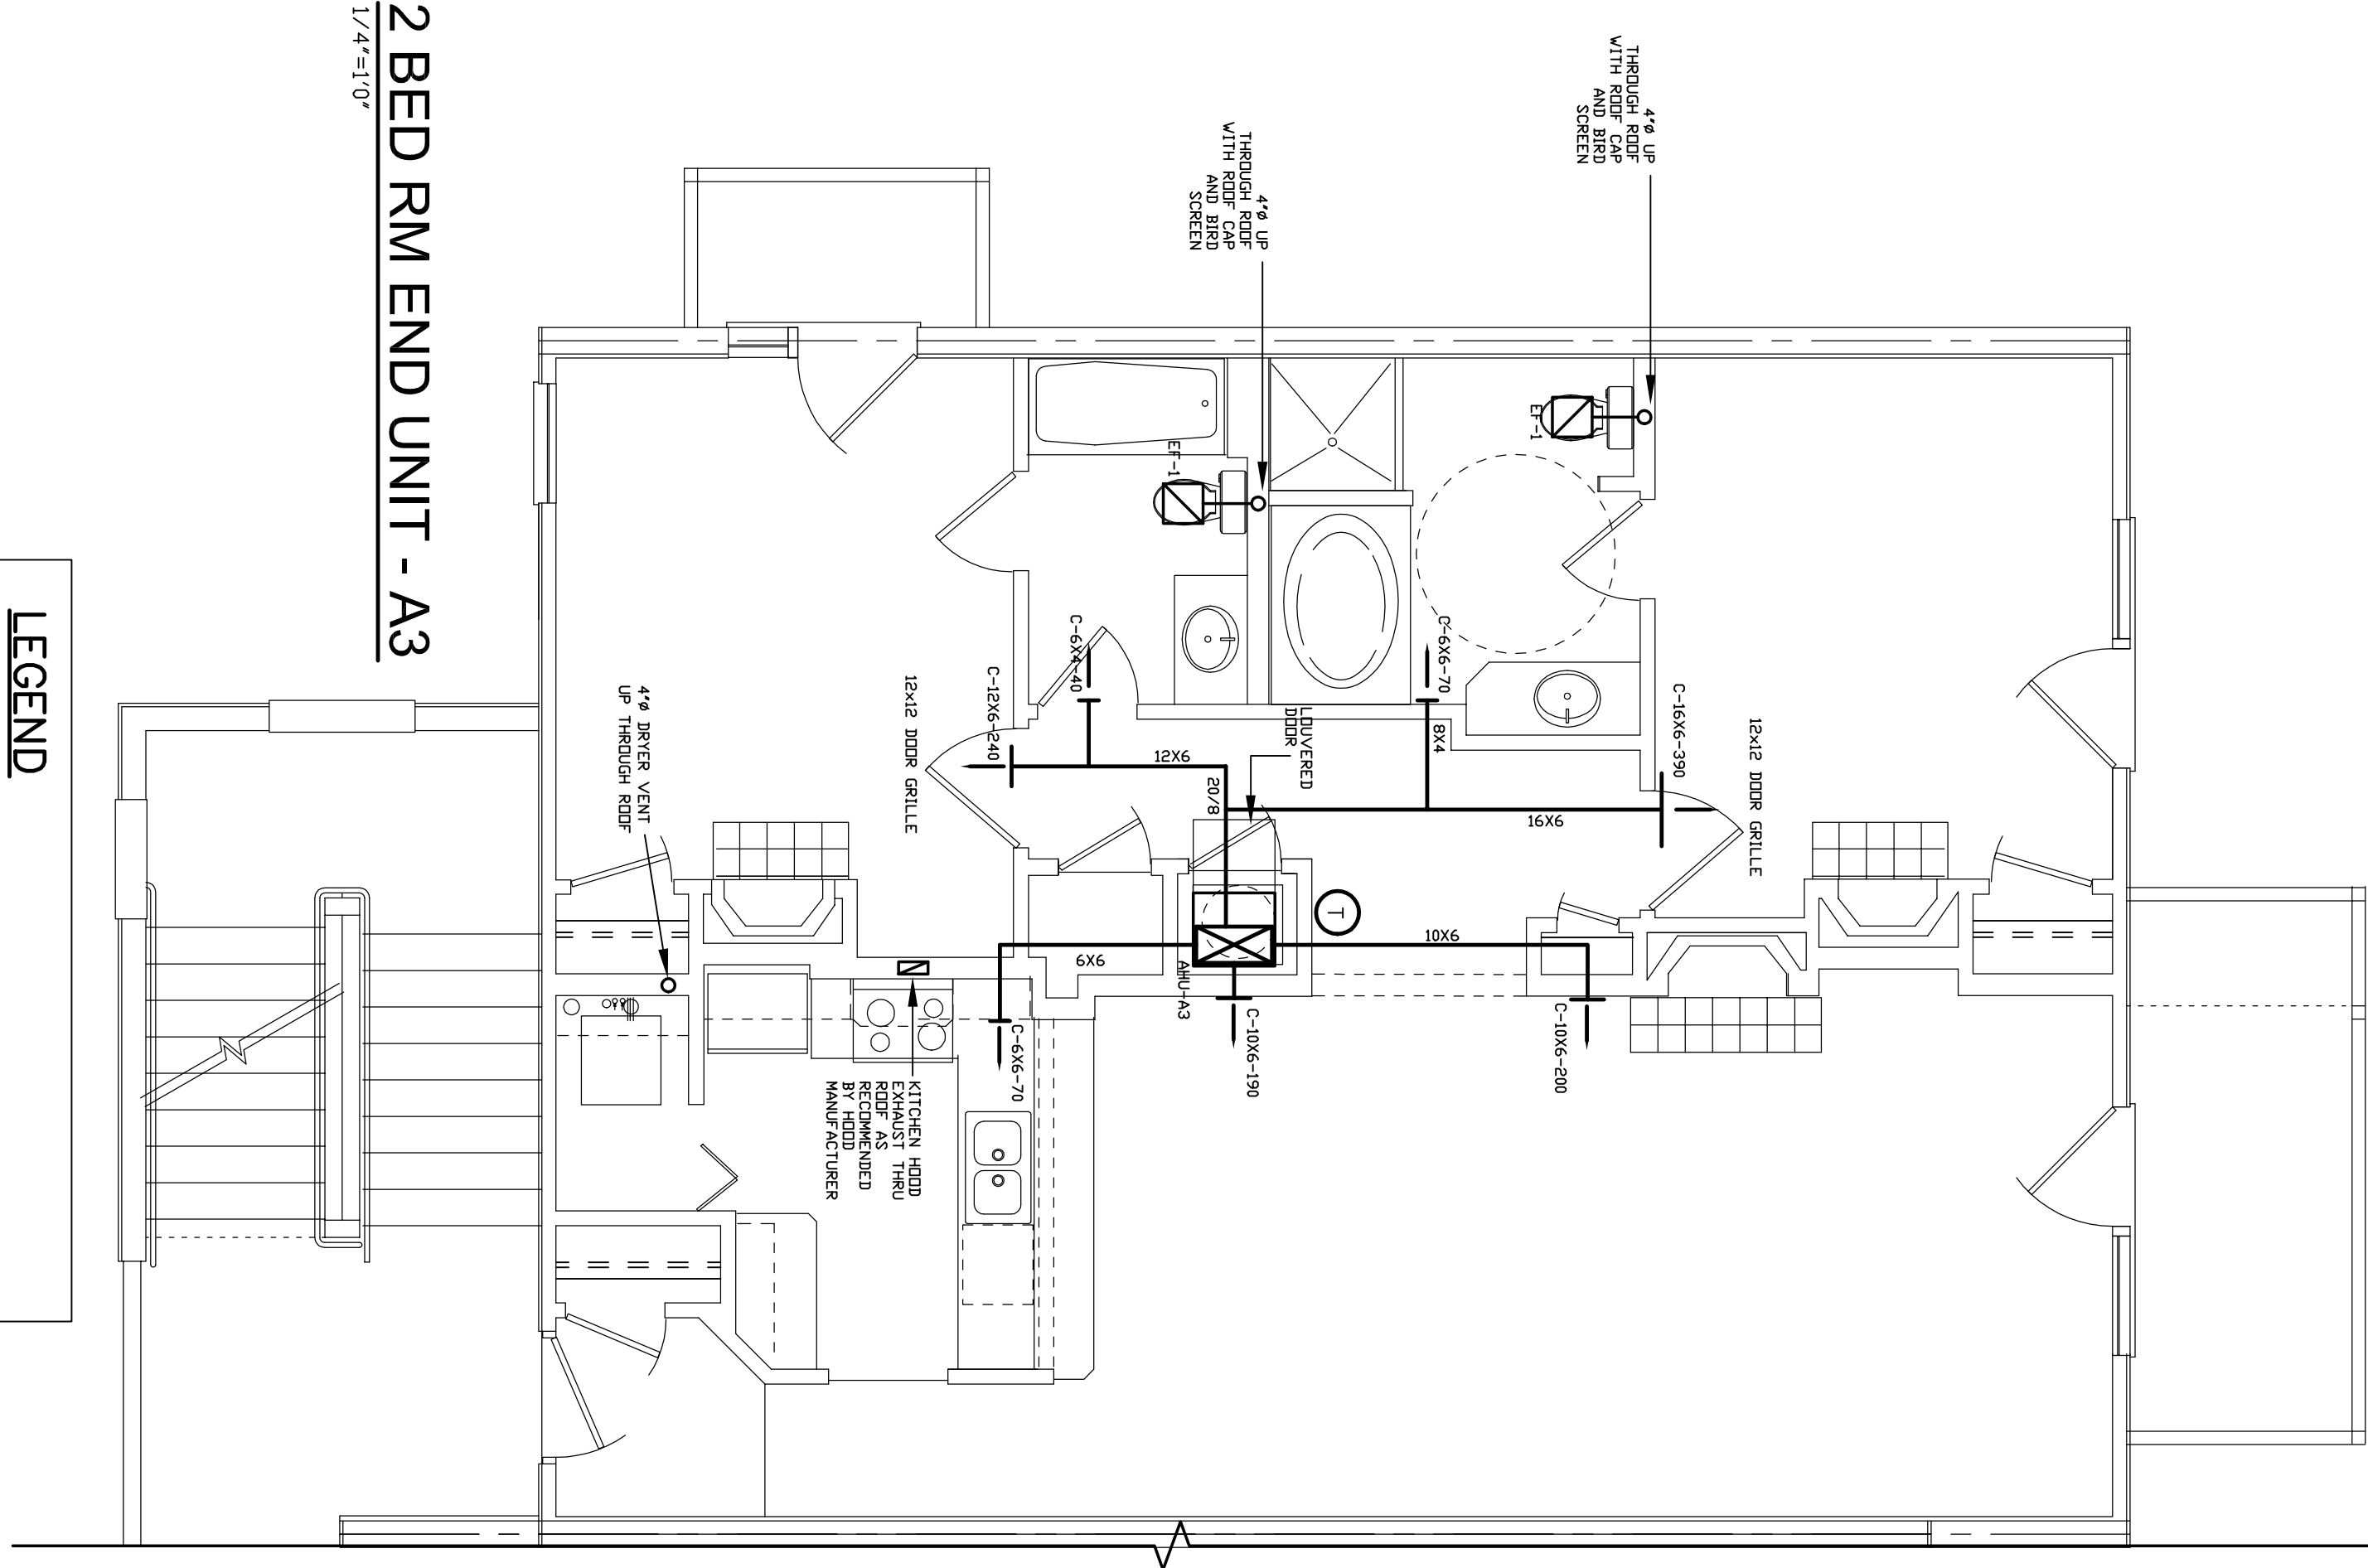 2 BED RM END UNIT - A3
1/4"=1'0"
4"ø UP
THROUGH ROOF
WITH ROOF CAP
AND BIRD
SCREEN
EF-1
4"ø UP
THROUGH ROOF
WITH ROOF CAP
AND BIRD
SCREEN
EF-1
C-16X6-390
12x12 DOOR GRILLE
C-6X6-70
8X4
16X6
LOUVERED
DOOR
12X6
20/8
C-6X4-40
C-12X6-240
12x12 DOOR GRILLE
4"ø DRYER VENT
UP THROUGH ROOF
T
10X6
6X6
AHU-A3
C-10X6-200
C-10X6-190
C-6X6-70
KITCHEN HOOD
EXHAUST THRU
ROOF AS
RECOMMENDED
BY HOOD
MANUFACTURER
LEGEND